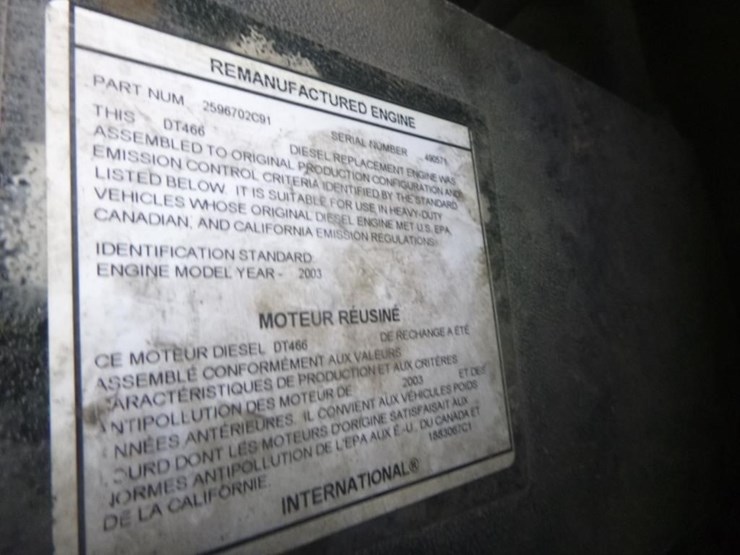 REMANUFACTURED ENGINE
PART NUM 2596702C91 SERIAL NUMBER 490571
THIS DT466 DIESEL REPLACEMENT ENGINE WAS
ASSEMBLED TO ORIGINAL PRODUCTION CONFIGURATION AND
EMISSION CONTROL CRITERIA IDENTIFIED BY THE STANDARD
LISTED BELOW. IT IS SUITABLE FOR USE IN HEAVY-DUTY
VEHICLES WHOSE ORIGINAL DIESEL ENGINE MET U.S. EPA,
CANADIAN, AND CALIFORNIA EMISSION REGULATIONS
IDENTIFICATION STANDARD
ENGINE MODEL YEAR - 2003
MOTEUR RÉUSINÉ
CE MOTEUR DIESEL DT466 DE RECHANGE A ÉTÉ
ASSEMBLÉ CONFORMÉMENT AUX VALEURS
CARACTÉRISTIQUES DE PRODUCTION ET AUX CRITÈRES
ANTIPOLLUTION DES MOTEUR DE 2003 ET DES
NNÉES ANTÉRIEURES. IL CONVIENT AUX VÉHICULES POIDS
OURD DONT LES MOTEURS D'ORIGINE SATISFAISAIT AUX
NORMES ANTIPOLLUTION DE L'EPA AUX É.-U. DU CANADA ET
DE LA CALIFORNIE. 1883067C1
INTERNATIONAL®